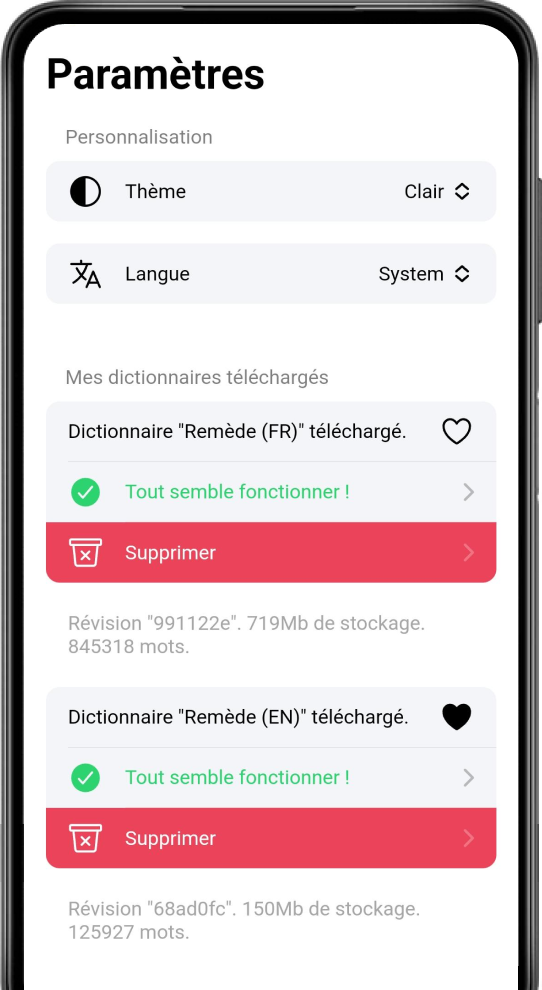 Paramètres
Personnalisation
Thème Clair
Langue System
Mes dictionnaires téléchargés
Dictionnaire "Remède (FR)" téléchargé.
Tout semble fonctionner !
Supprimer
Révision "991122e". 719Mb de stockage.
845318 mots.
Dictionnaire "Remède (EN)" téléchargé.
Tout semble fonctionner !
Supprimer
Révision "68ad0fc". 150Mb de stockage.
125927 mots.